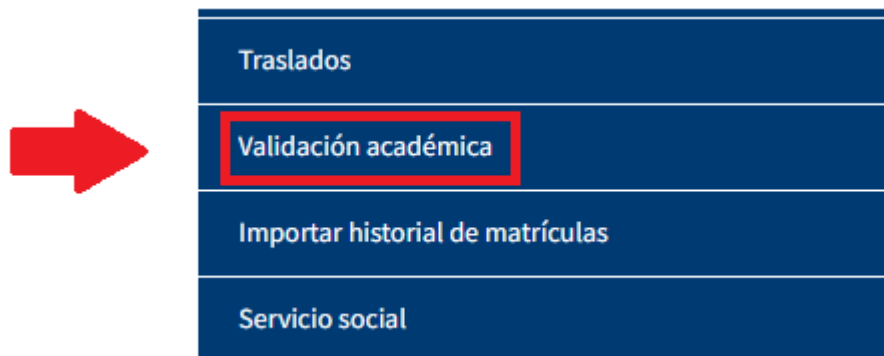 Traslados
Validación académica
Importar historial de matrículas
Servicio social